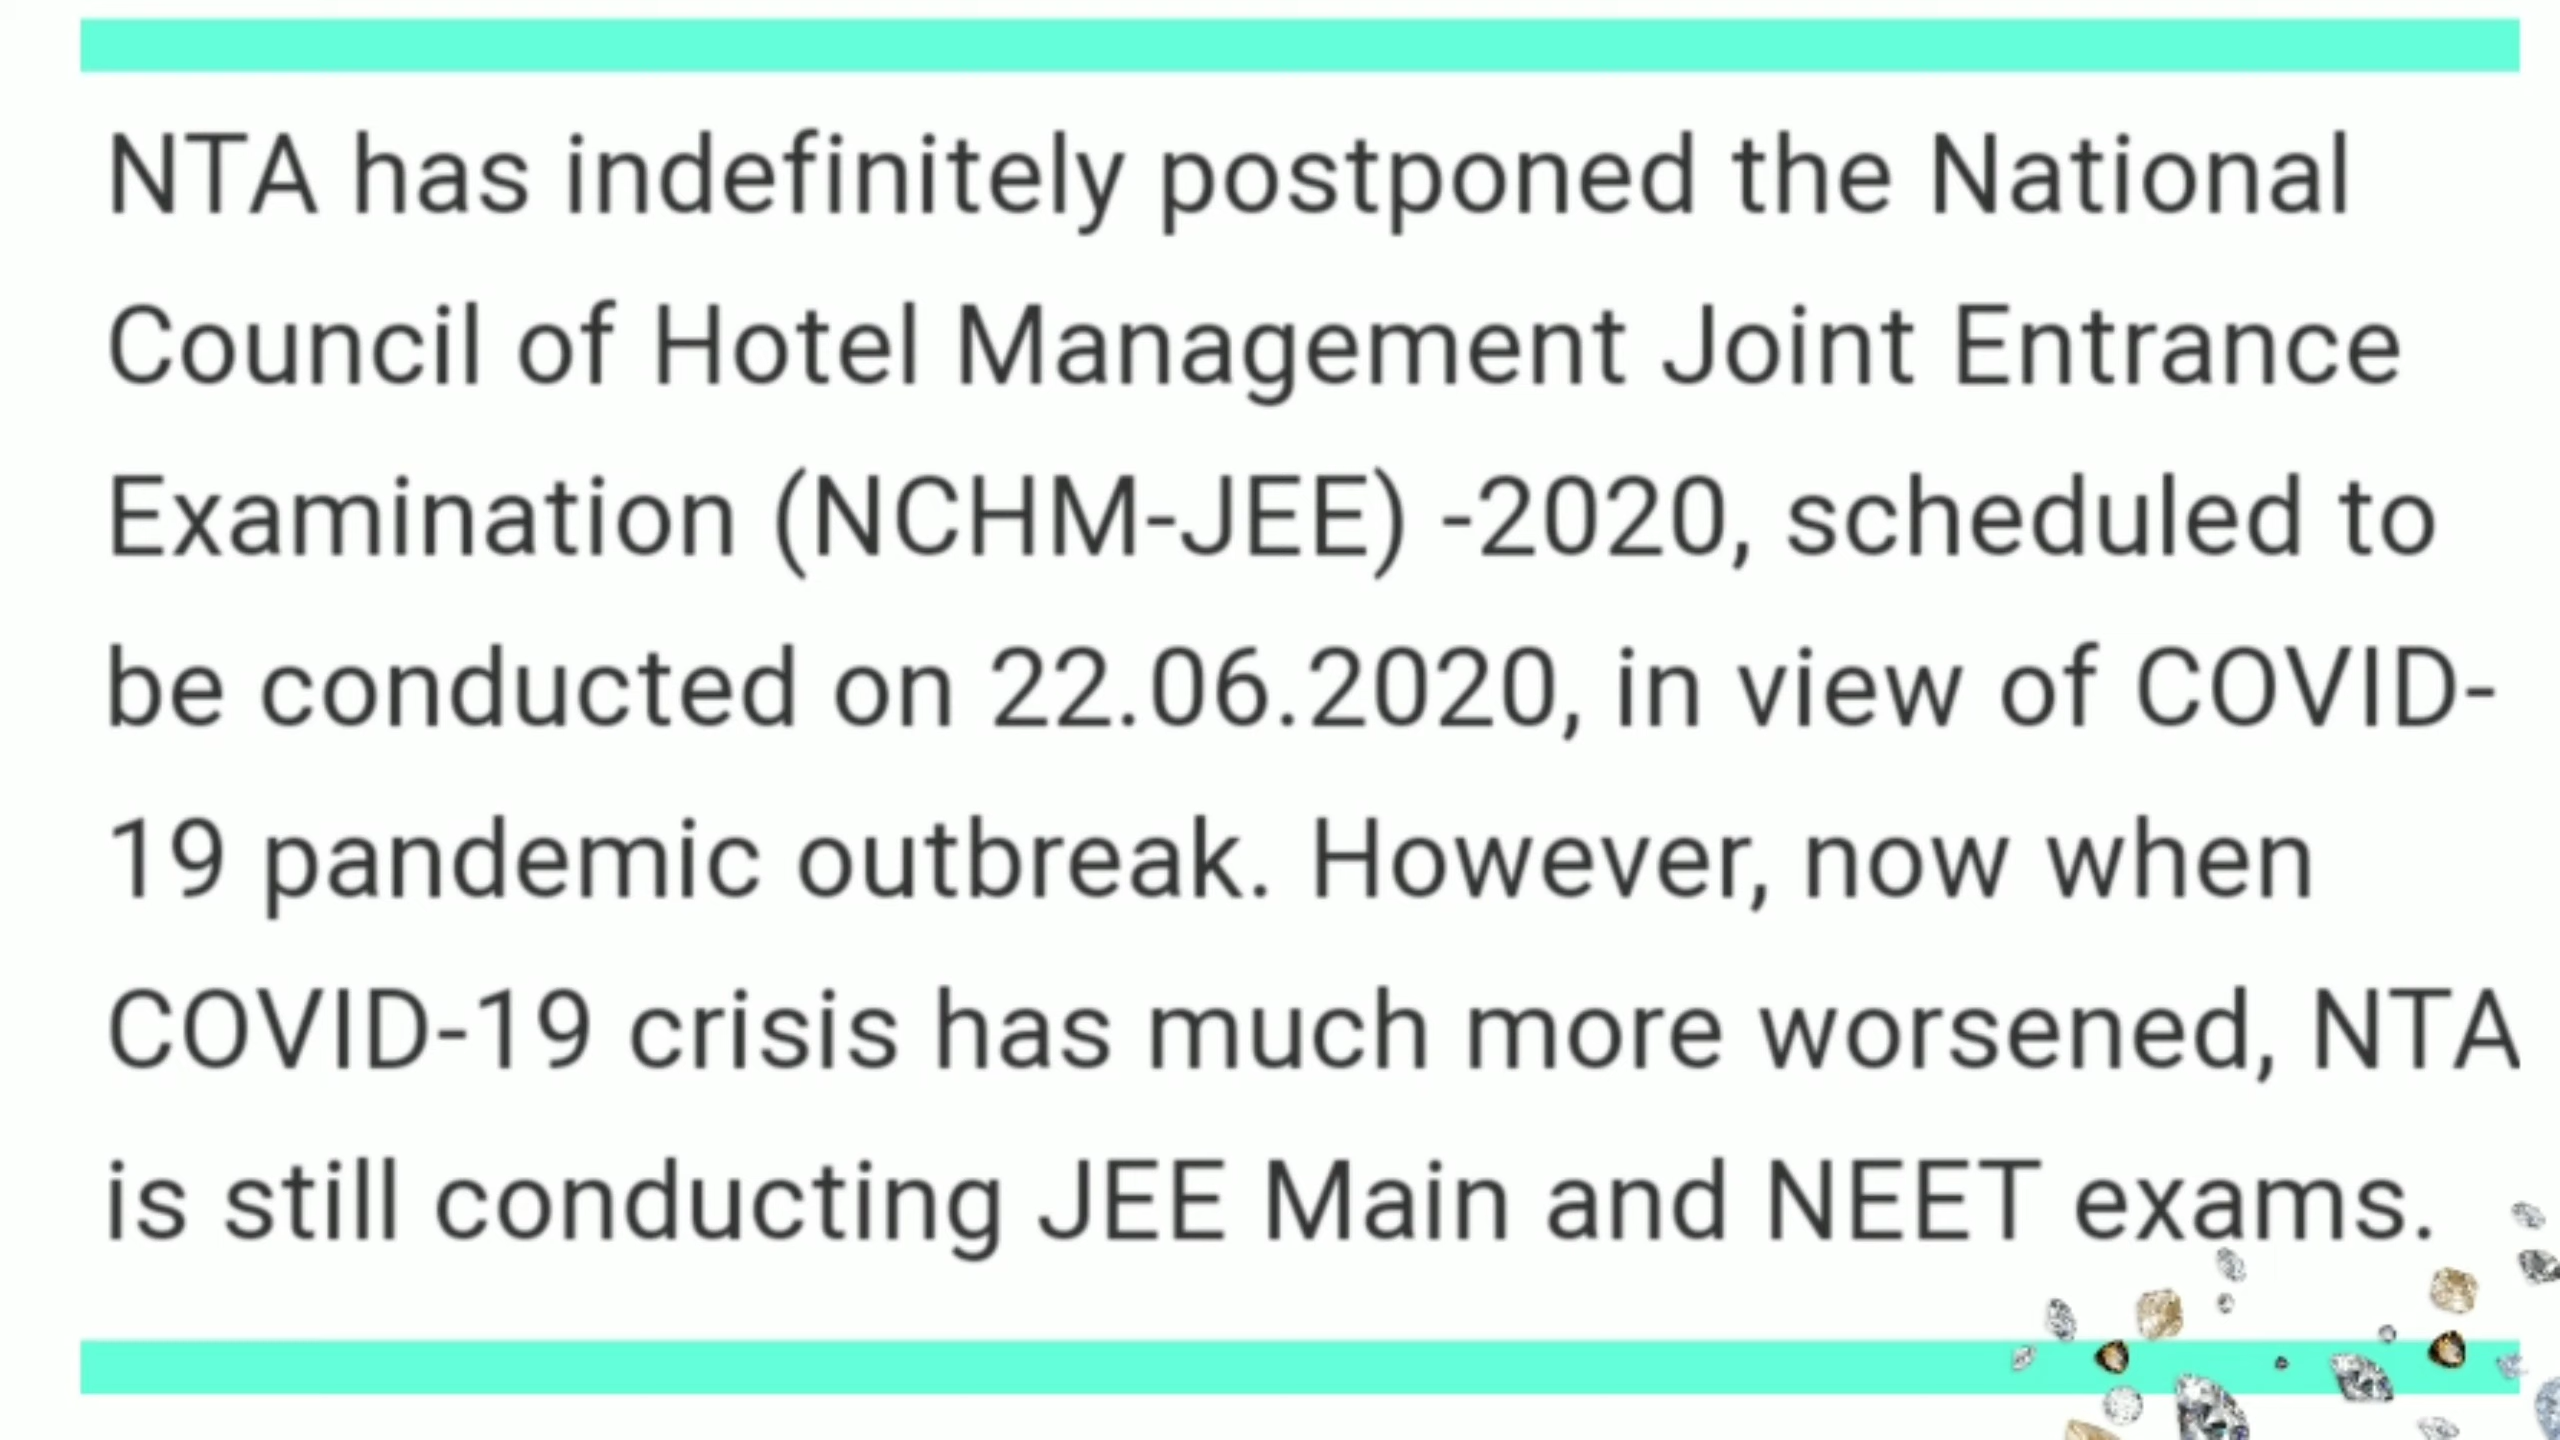 NTA has indefinitely postponed the National
Council of Hotel Management Joint Entrance
Examination (NCHM-JEE) -2020, scheduled to
be conducted on 22.06.2020, in view of COVID-
19 pandemic outbreak. However, now when
COVID-19 crisis has much more worsened, NTA
is still conducting JEE Main and NEET exams.